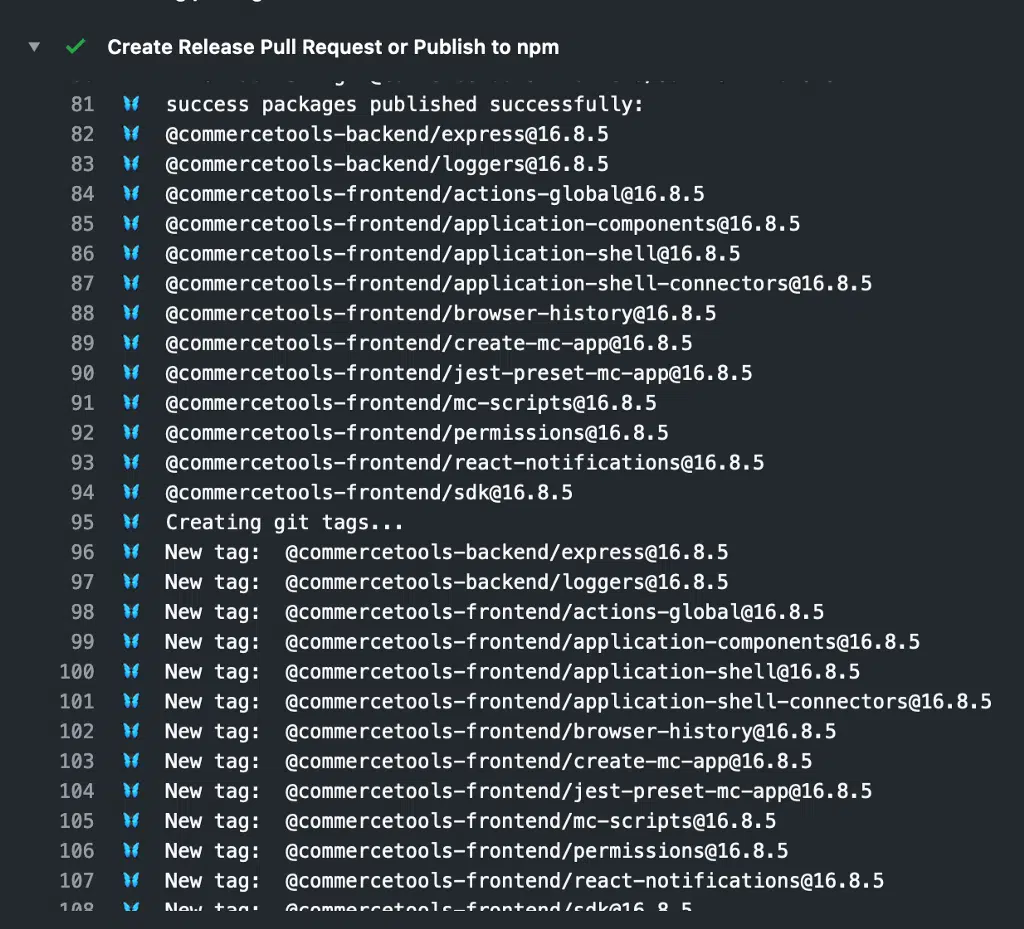 Create Release Pull Request or Publish to npm
81 🦋 success packages published successfully:
82 🦋 @commercetools-backend/express@16.8.5
83 🦋 @commercetools-backend/loggers@16.8.5
84 🦋 @commercetools-frontend/actions-global@16.8.5
85 🦋 @commercetools-frontend/application-components@16.8.5
86 🦋 @commercetools-frontend/application-shell@16.8.5
87 🦋 @commercetools-frontend/application-shell-connectors@16.8.5
88 🦋 @commercetools-frontend/browser-history@16.8.5
89 🦋 @commercetools-frontend/create-mc-app@16.8.5
90 🦋 @commercetools-frontend/jest-preset-mc-app@16.8.5
91 🦋 @commercetools-frontend/mc-scripts@16.8.5
92 🦋 @commercetools-frontend/permissions@16.8.5
93 🦋 @commercetools-frontend/react-notifications@16.8.5
94 🦋 @commercetools-frontend/sdk@16.8.5
95 🦋 Creating git tags...
96 🦋 New tag:  @commercetools-backend/express@16.8.5
97 🦋 New tag:  @commercetools-backend/loggers@16.8.5
98 🦋 New tag:  @commercetools-frontend/actions-global@16.8.5
99 🦋 New tag:  @commercetools-frontend/application-components@16.8.5
100 🦋 New tag:  @commercetools-frontend/application-shell@16.8.5
101 🦋 New tag:  @commercetools-frontend/application-shell-connectors@16.8.5
102 🦋 New tag:  @commercetools-frontend/browser-history@16.8.5
103 🦋 New tag:  @commercetools-frontend/create-mc-app@16.8.5
104 🦋 New tag:  @commercetools-frontend/jest-preset-mc-app@16.8.5
105 🦋 New tag:  @commercetools-frontend/mc-scripts@16.8.5
106 🦋 New tag:  @commercetools-frontend/permissions@16.8.5
107 🦋 New tag:  @commercetools-frontend/react-notifications@16.8.5
108 🦋 New tag:  @commercetools-frontend/sdk@16.8.5